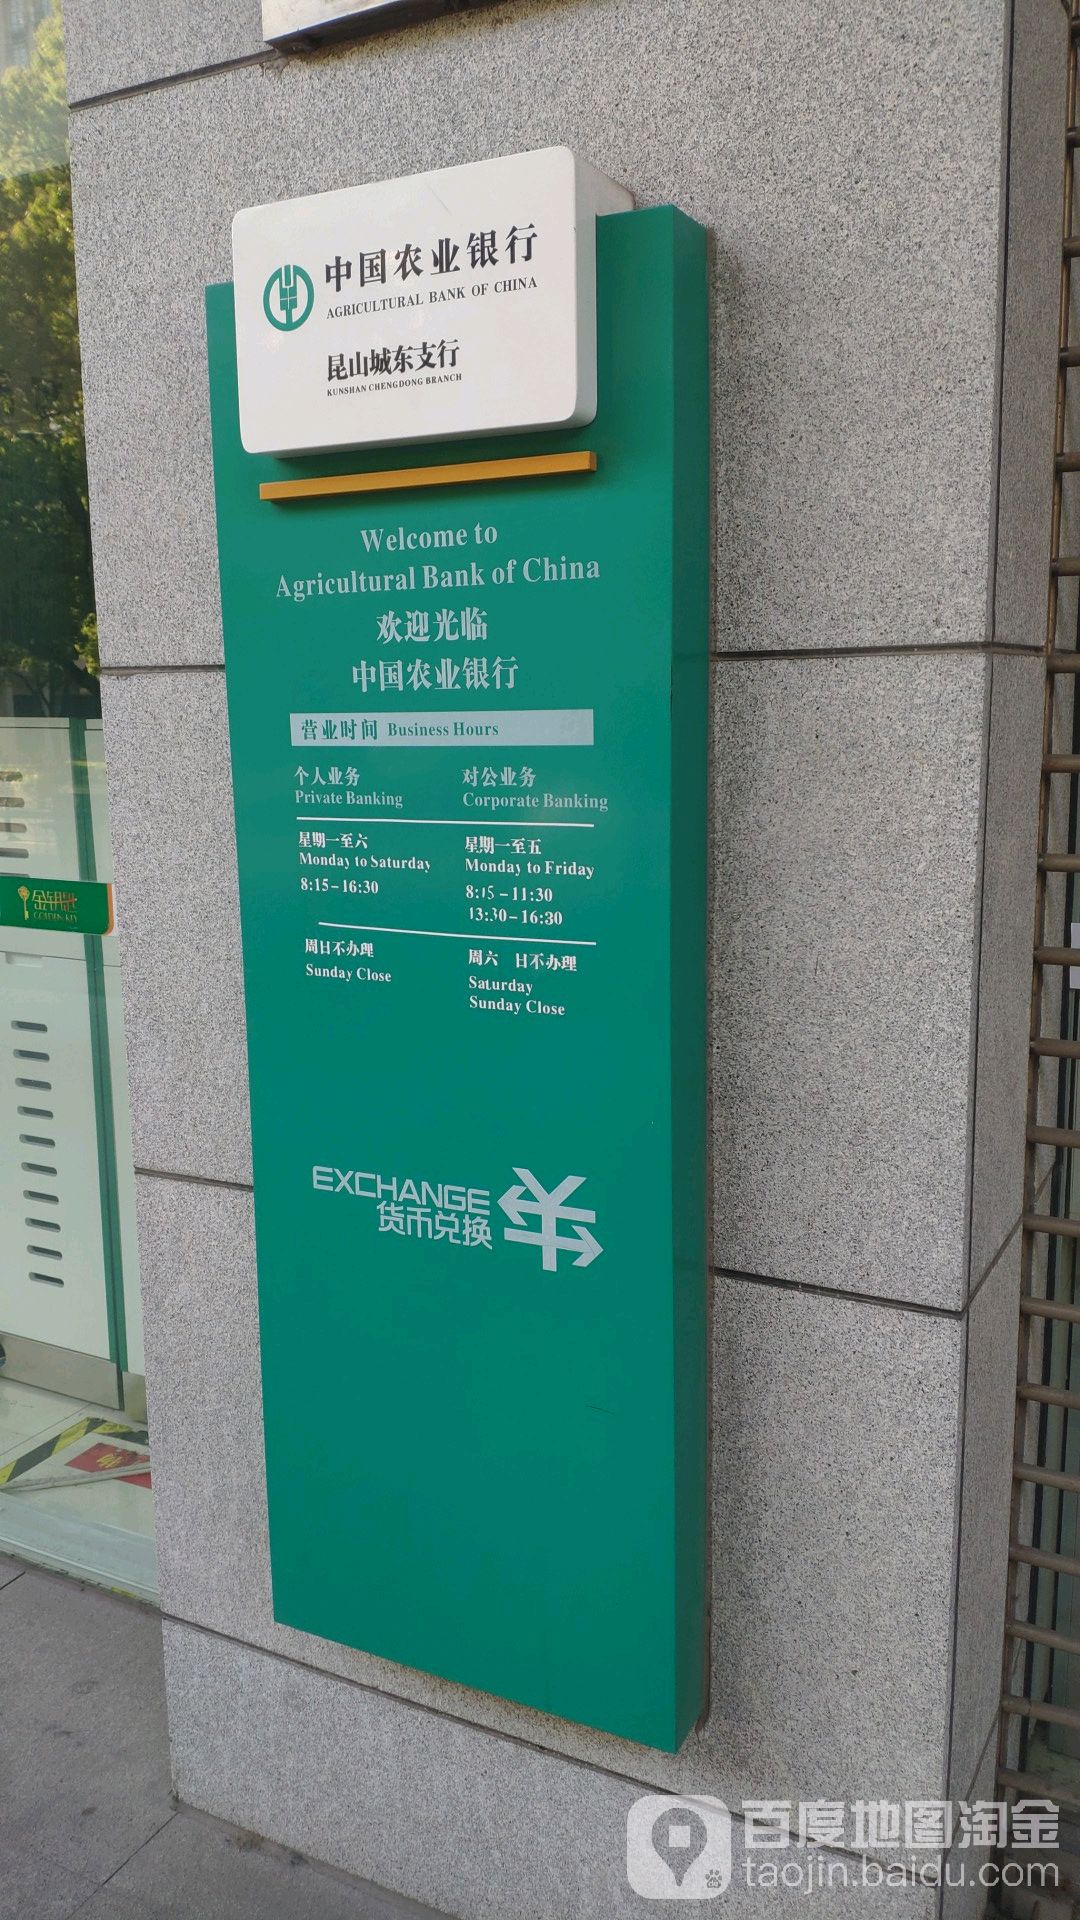 中国农业银行
AGRICULTURAL BANK OF CHINA
昆山城东支行
KUNSHAN CHENGDONG BRANCH
Welcome to
Agricultural Bank of China
欢迎光临
中国农业银行
营业时间 Business Hours
个人业务
Private Banking
星期一至六
Monday to Saturday
8:15-16:30
周日不办理
Sunday Close
对公业务
Corporate Banking
星期一至五
Monday to Friday
8:15-11:30
13:30-16:30
周六 日不办理
Saturday
Sunday Close
EXCHANGE
货币兑换
金钥匙
GOLDEN KEY
百度地图淘金
taojin.baidu.com